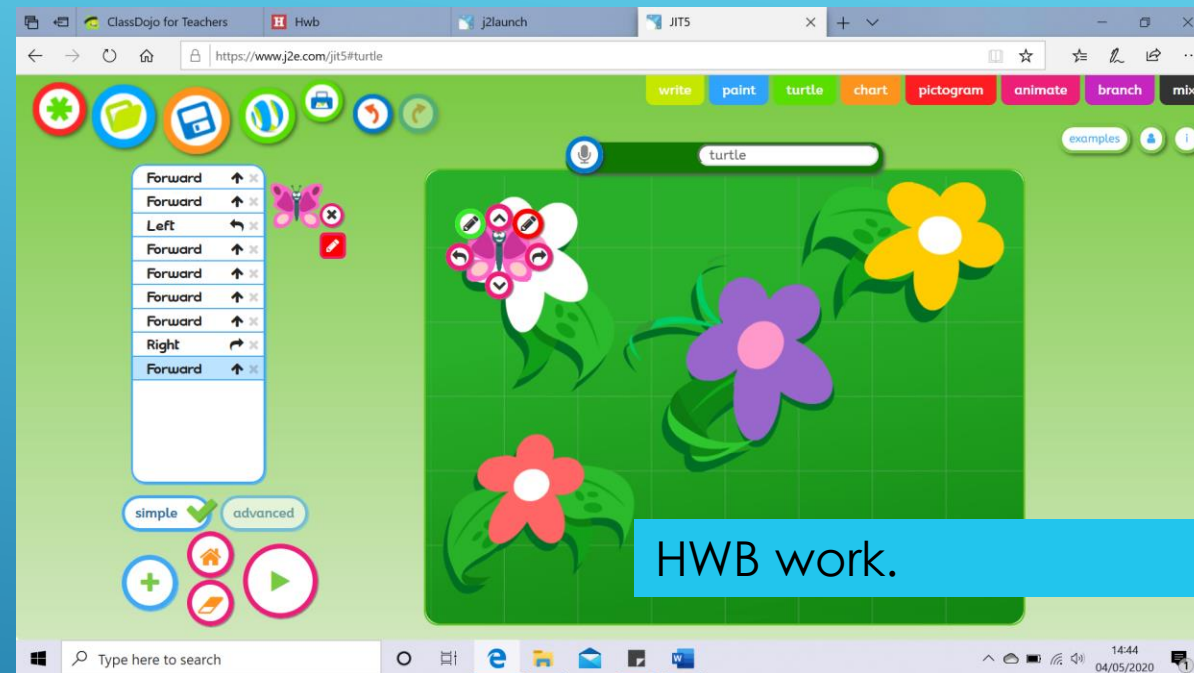 ClassDojo for Teachers
Hwb
j2launch
JIT5
https://www.j2e.com/jit5#turtle
write
paint
turtle
chart
pictogram
animate
branch
mix
examples
i
turtle
Forward
Forward
Left
Forward
Forward
Forward
Forward
Right
Forward
simple
advanced
HWB work.
Type here to search
14:44
04/05/2020
1